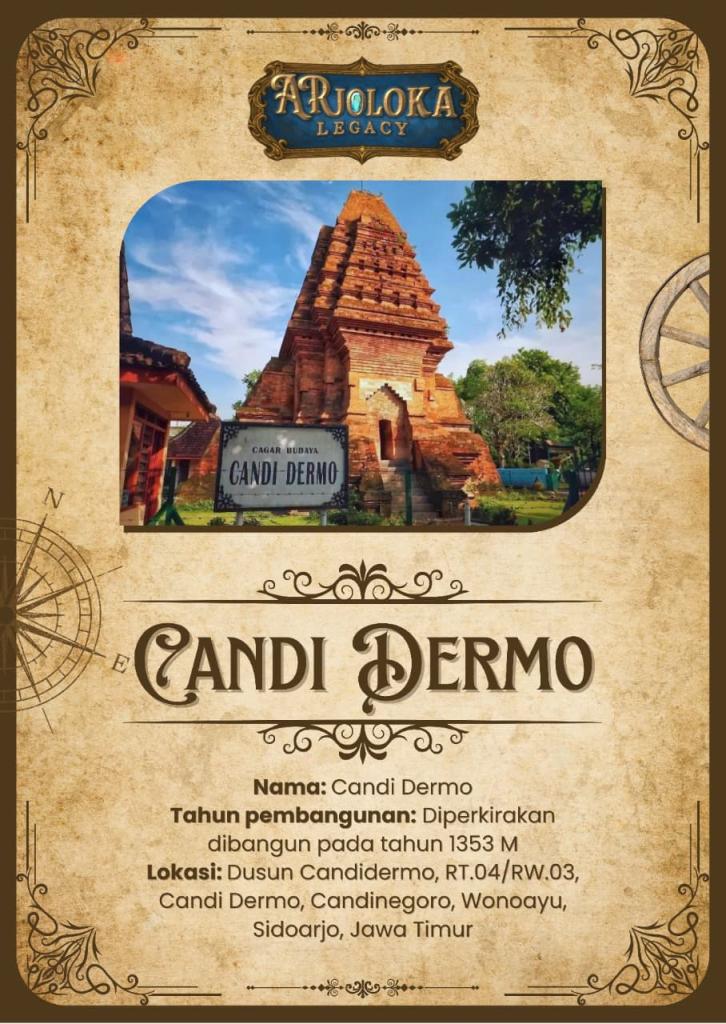 ARJOLOKA
LEGACY
CAGAR BUDAYA
CANDI DERMO
N
E
CANDI DERMO
Nama: Candi Dermo
Tahun pembangunan: Diperkirakan
dibangun pada tahun 1353 M
Lokasi: Dusun Candidermo, RT.04/RW.03,
Candi Dermo, Candinegoro, Wonoayu,
Sidoarjo, Jawa Timur